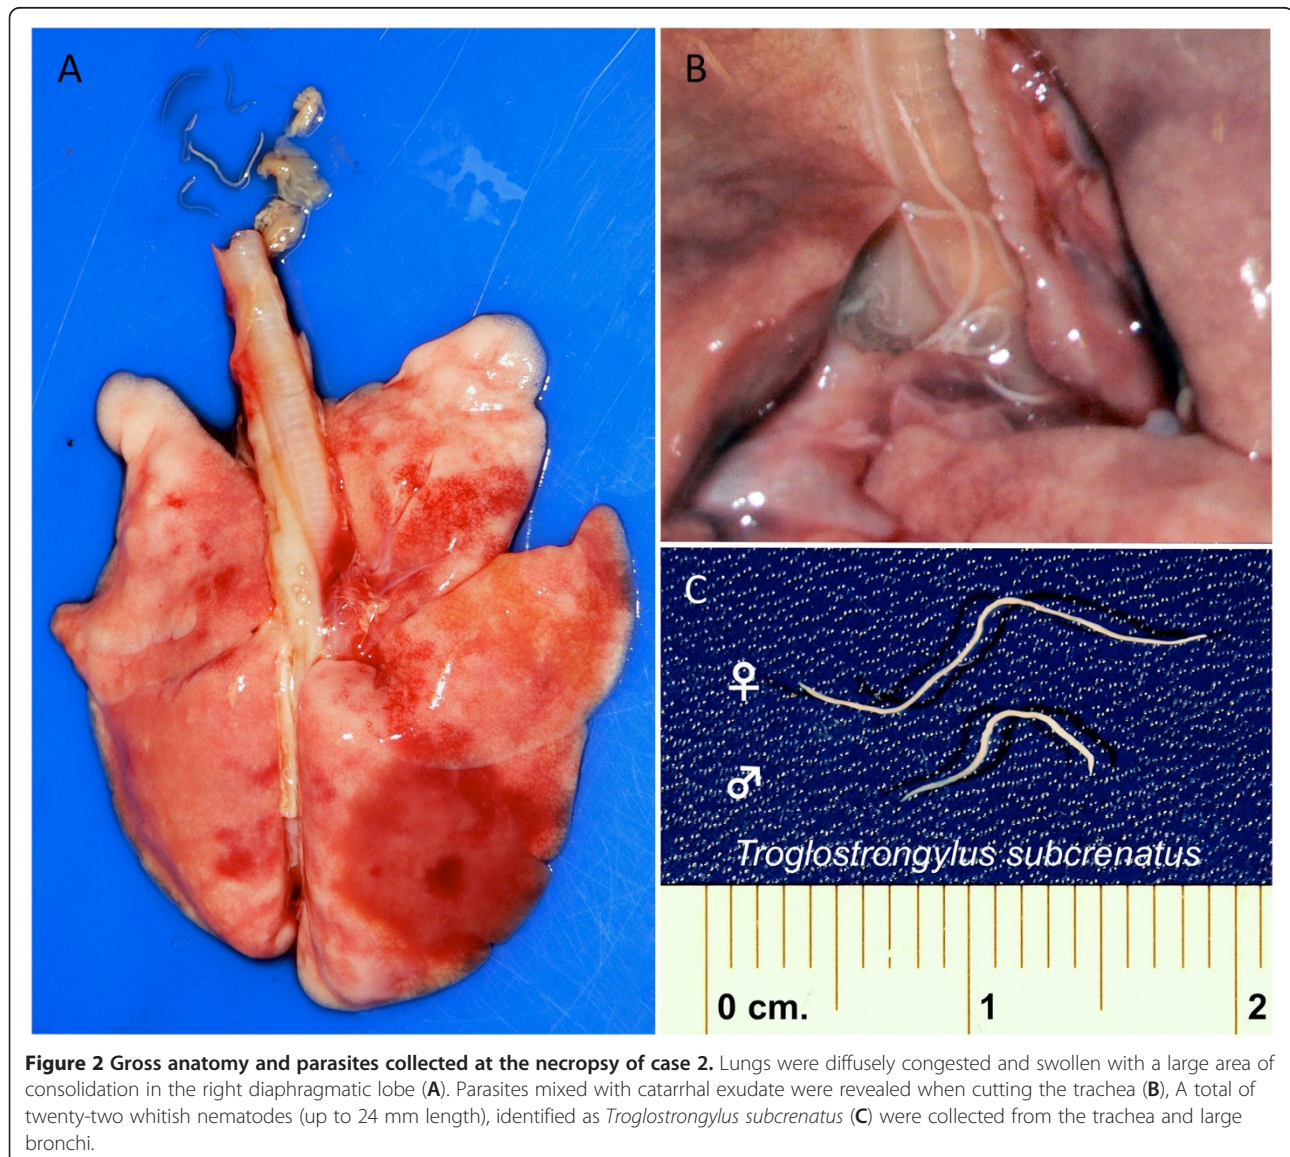 A
B
C
♀
♂
Troglostrongylus subcrenatus
0 cm. 1 2
Figure 2 Gross anatomy and parasites collected at the necropsy of case 2. Lungs were diffusely congested and swollen with a large area of
consolidation in the right diaphragmatic lobe (A). Parasites mixed with catarrhal exudate were revealed when cutting the trachea (B), A total of
twenty-two whitish nematodes (up to 24 mm length), identified as Troglostrongylus subcrenatus (C) were collected from the trachea and large
bronchi.